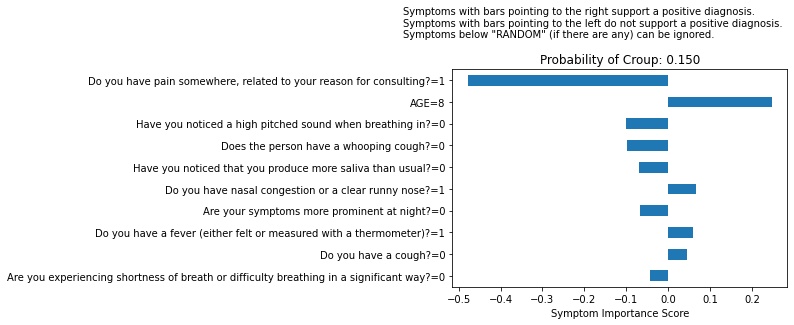 Symptoms with bars pointing to the right support a positive diagnosis.
Symptoms with bars pointing to the left do not support a positive diagnosis.
Symptoms below "RANDOM" (if there are any) can be ignored.
Probability of Croup: 0.150
Do you have pain somewhere, related to your reason for consulting?=1
AGE=8
Have you noticed a high pitched sound when breathing in?=0
Does the person have a whooping cough?=0
Have you noticed that you produce more saliva than usual?=0
Do you have nasal congestion or a clear runny nose?=1
Are your symptoms more prominent at night?=0
Do you have a fever (either felt or measured with a thermometer)?=1
Do you have a cough?=0
Are you experiencing shortness of breath or difficulty breathing in a significant way?=0
−0.5 −0.4 −0.3 −0.2 −0.1 0.0 0.1 0.2
Symptom Importance Score